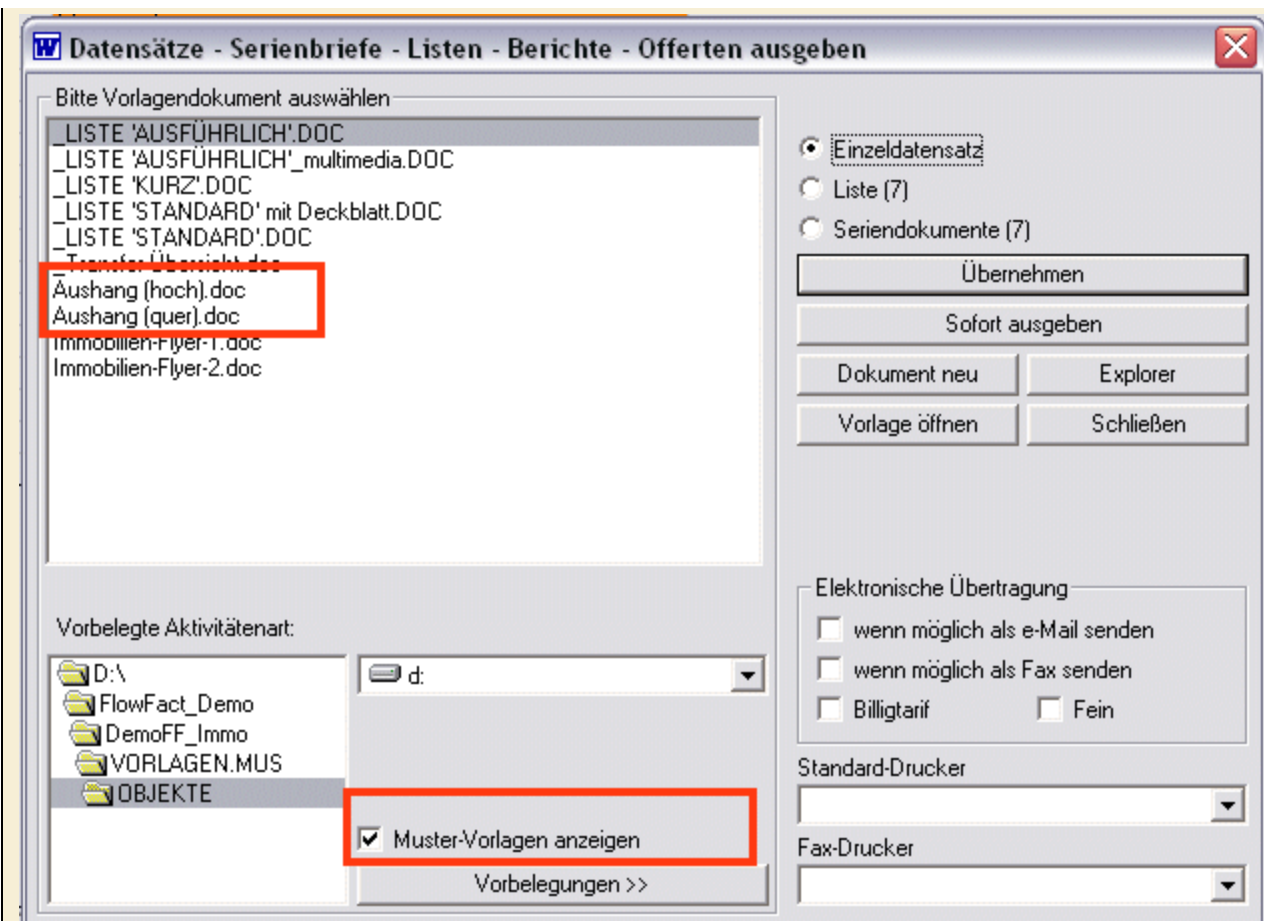 Datensätze - Serienbriefe - Listen - Berichte - Offerten ausgeben
Bitte Vorlagendokument auswählen
_LISTE 'AUSFÜHRLICH'.DOC
_LISTE 'AUSFÜHRLICH'_multimedia.DOC
_LISTE 'KURZ'.DOC
_LISTE 'STANDARD' mit Deckblatt.DOC
_LISTE 'STANDARD'.DOC
_Transfer Übersicht.doc
Aushang (hoch).doc
Aushang (quer).doc
Immobilien-Flyer-1.doc
Immobilien-Flyer-2.doc
Einzeldatensatz
Liste (7)
Seriendokumente (7)
Übernehmen
Sofort ausgeben
Dokument neu
Explorer
Vorlage öffnen
Schließen
Vorbelegte Aktivitätenart:
D:\
FlowFact_Demo
DemoFF_Immo
VORLAGEN.MUS
OBJEKTE
d:
Muster-Vorlagen anzeigen
Vorbelegungen >>
Elektronische Übertragung
wenn möglich als e-Mail senden
wenn möglich als Fax senden
Billigtarif
Fein
Standard-Drucker
Fax-Drucker